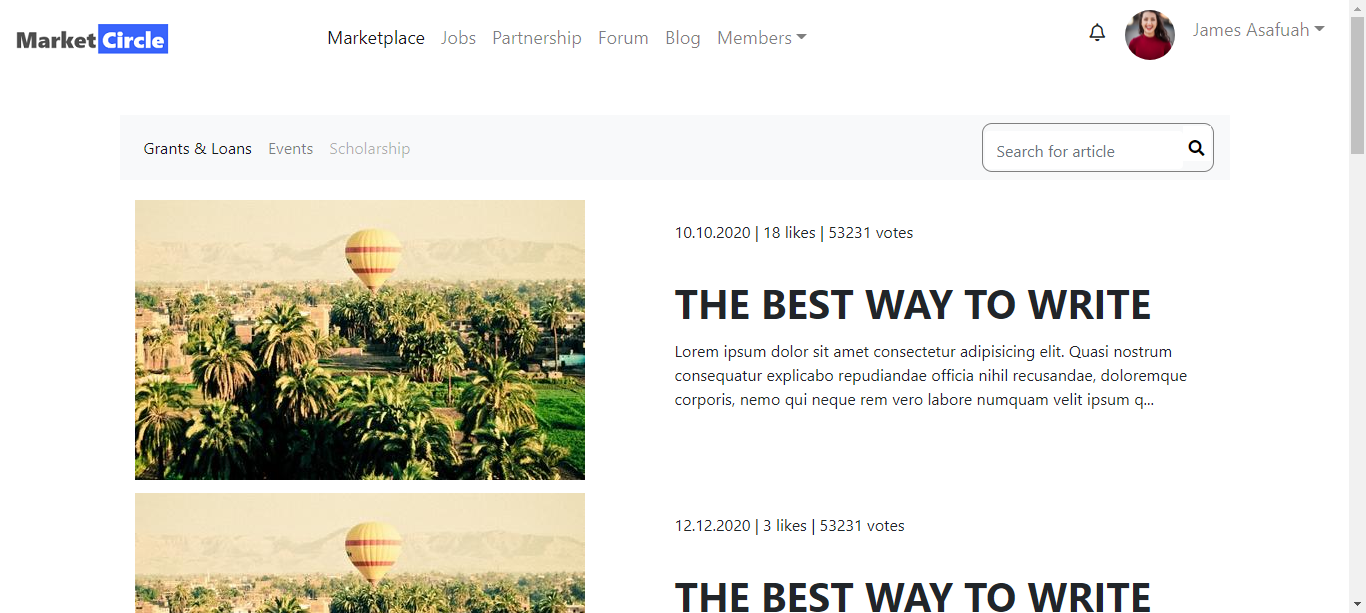 Market Circle Marketplace Jobs Partnership Forum Blog Members James Asafuah
Grants & Loans Events Scholarship Search for article
10.10.2020 | 18 likes | 53231 votes
THE BEST WAY TO WRITE
Lorem ipsum dolor sit amet consectetur adipisicing elit. Quasi nostrum
consequatur explicabo repudiandae officia nihil recusandae, doloremque
corporis, nemo qui neque rem vero labore numquam velit ipsum q...
12.12.2020 | 3 likes | 53231 votes
THE BEST WAY TO WRITE